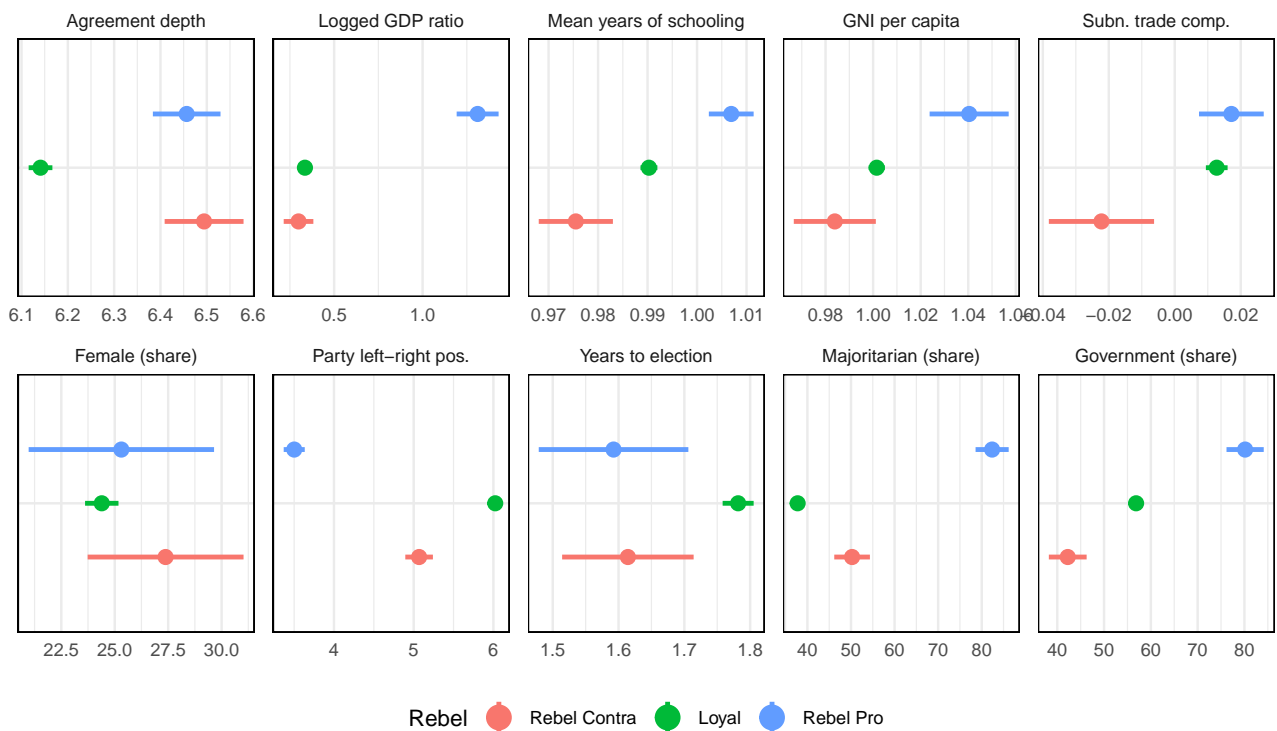 Agreement depth Logged GDP ratio Mean years of schooling GNI per capita Subn. trade comp.
6.1 6.2 6.3 6.4 6.5 6.6 0.5 1.0 0.97 0.98 0.99 1.00 1.01 0.98 1.00 1.02 1.04 1.06 −0.04 −0.02 0.00 0.02
Female (share) Party left−right pos. Years to election Majoritarian (share) Government (share)
22.5 25.0 27.5 30.0 4 5 6 1.5 1.6 1.7 1.8 40 50 60 70 80 40 50 60 70 80
Rebel Rebel Contra Loyal Rebel Pro